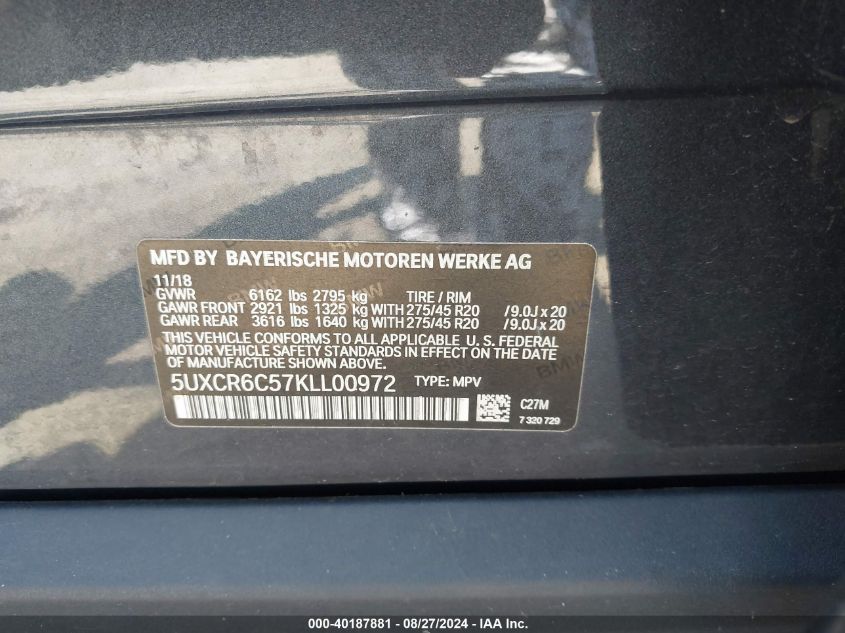 MFD BY BAYERISCHE MOTOREN WERKE AG
11/18
GVWR 6162 lbs 2795 kg TIRE / RIM
GAWR FRONT 2921 lbs 1325 kg WITH 275/45 R20 /9.0J x 20
GAWR REAR 3616 lbs 1640 kg WITH 275/45 R20 /9.0J x 20
THIS VEHICLE CONFORMS TO ALL APPLICABLE U. S. FEDERAL
MOTOR VEHICLE SAFETY STANDARDS IN EFFECT ON THE DATE
OF MANUFACTURE SHOWN ABOVE.
5UXCR6C57KLL00972 TYPE: MPV
C27M
7 320 729
000-40187881 - 08/27/2024 - © IAA Inc.